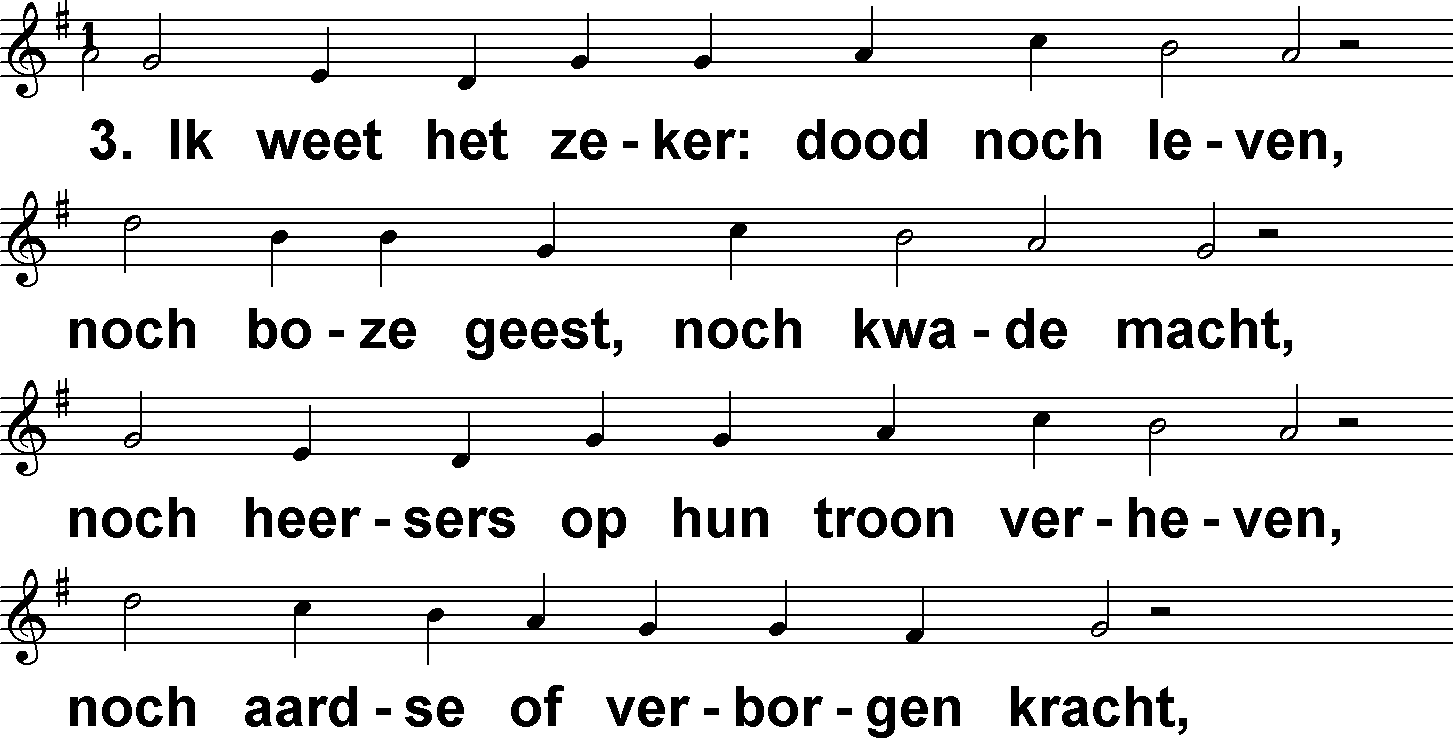 1
3. Ik weet het ze - ker: dood noch le - ven,
noch bo - ze geest, noch kwa - de macht,
noch heer - sers op hun troon ver - he - ven,
noch aard - se of ver - bor - gen kracht,